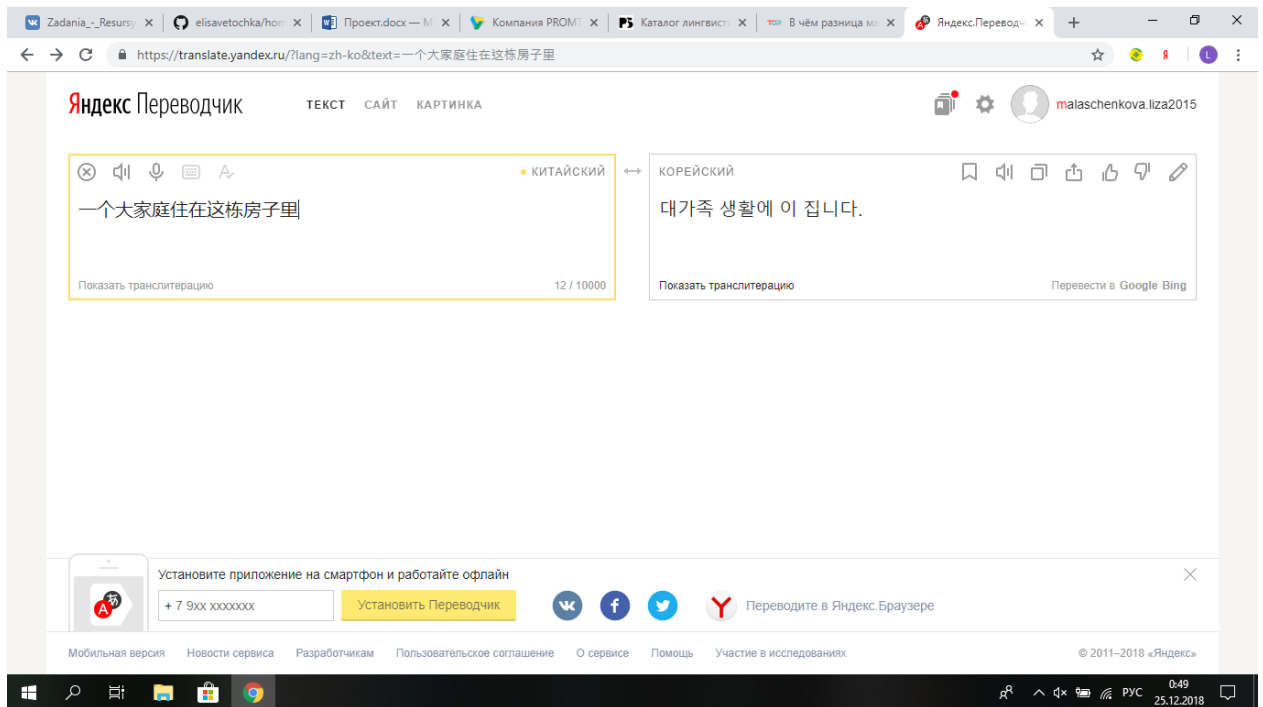 Zadania_-_Resursy
elisavetochka/hom
Проект.docx — M
Компания PROMT
Каталог лингвисти
В чём разница ма
Яндекс.Переводч
https://translate.yandex.ru/?lang=zh-ko&text=一个大家庭住在这栋房子里
Яндекс Переводчик
ТЕКСТ САЙТ КАРТИНКА
malaschenkova.liza2015
КИТАЙСКИЙ
КОРЕЙСКИЙ
一个大家庭住在这栋房子里
대가족 생활에 이 집니다.
Показать транслитерацию
12 / 10000
Показать транслитерацию
Перевести в Google Bing
Установите приложение на смартфон и работайте офлайн
+ 7 9xx xxxxxxx
Установить Переводчик
Переводите в Яндекс.Браузере
Мобильная версия Новости сервиса Разработчикам Пользовательское соглашение О сервисе Помощь Участие в исследованиях
© 2011–2018 «Яндекс»
РУС
0:49
25.12.2018